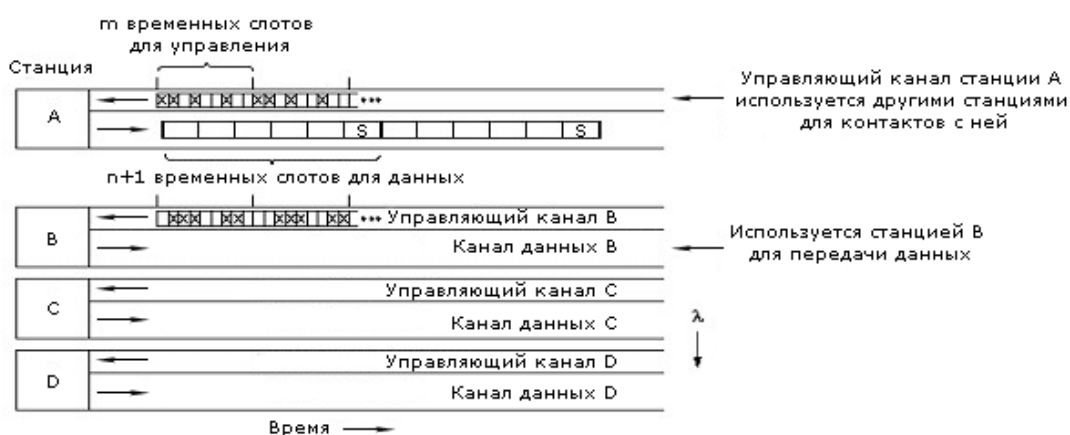 m временных слотов
для управления
Станция
A
S
S
Управляющий канал станции A
используется другими станциями
для контактов с ней
n+1 временных слотов для данных
B
Управляющий канал B
Канал данных B
Используется станцией B
для передачи данных
C
Управляющий канал C
Канал данных C
λ
D
Управляющий канал D
Канал данных D
Время